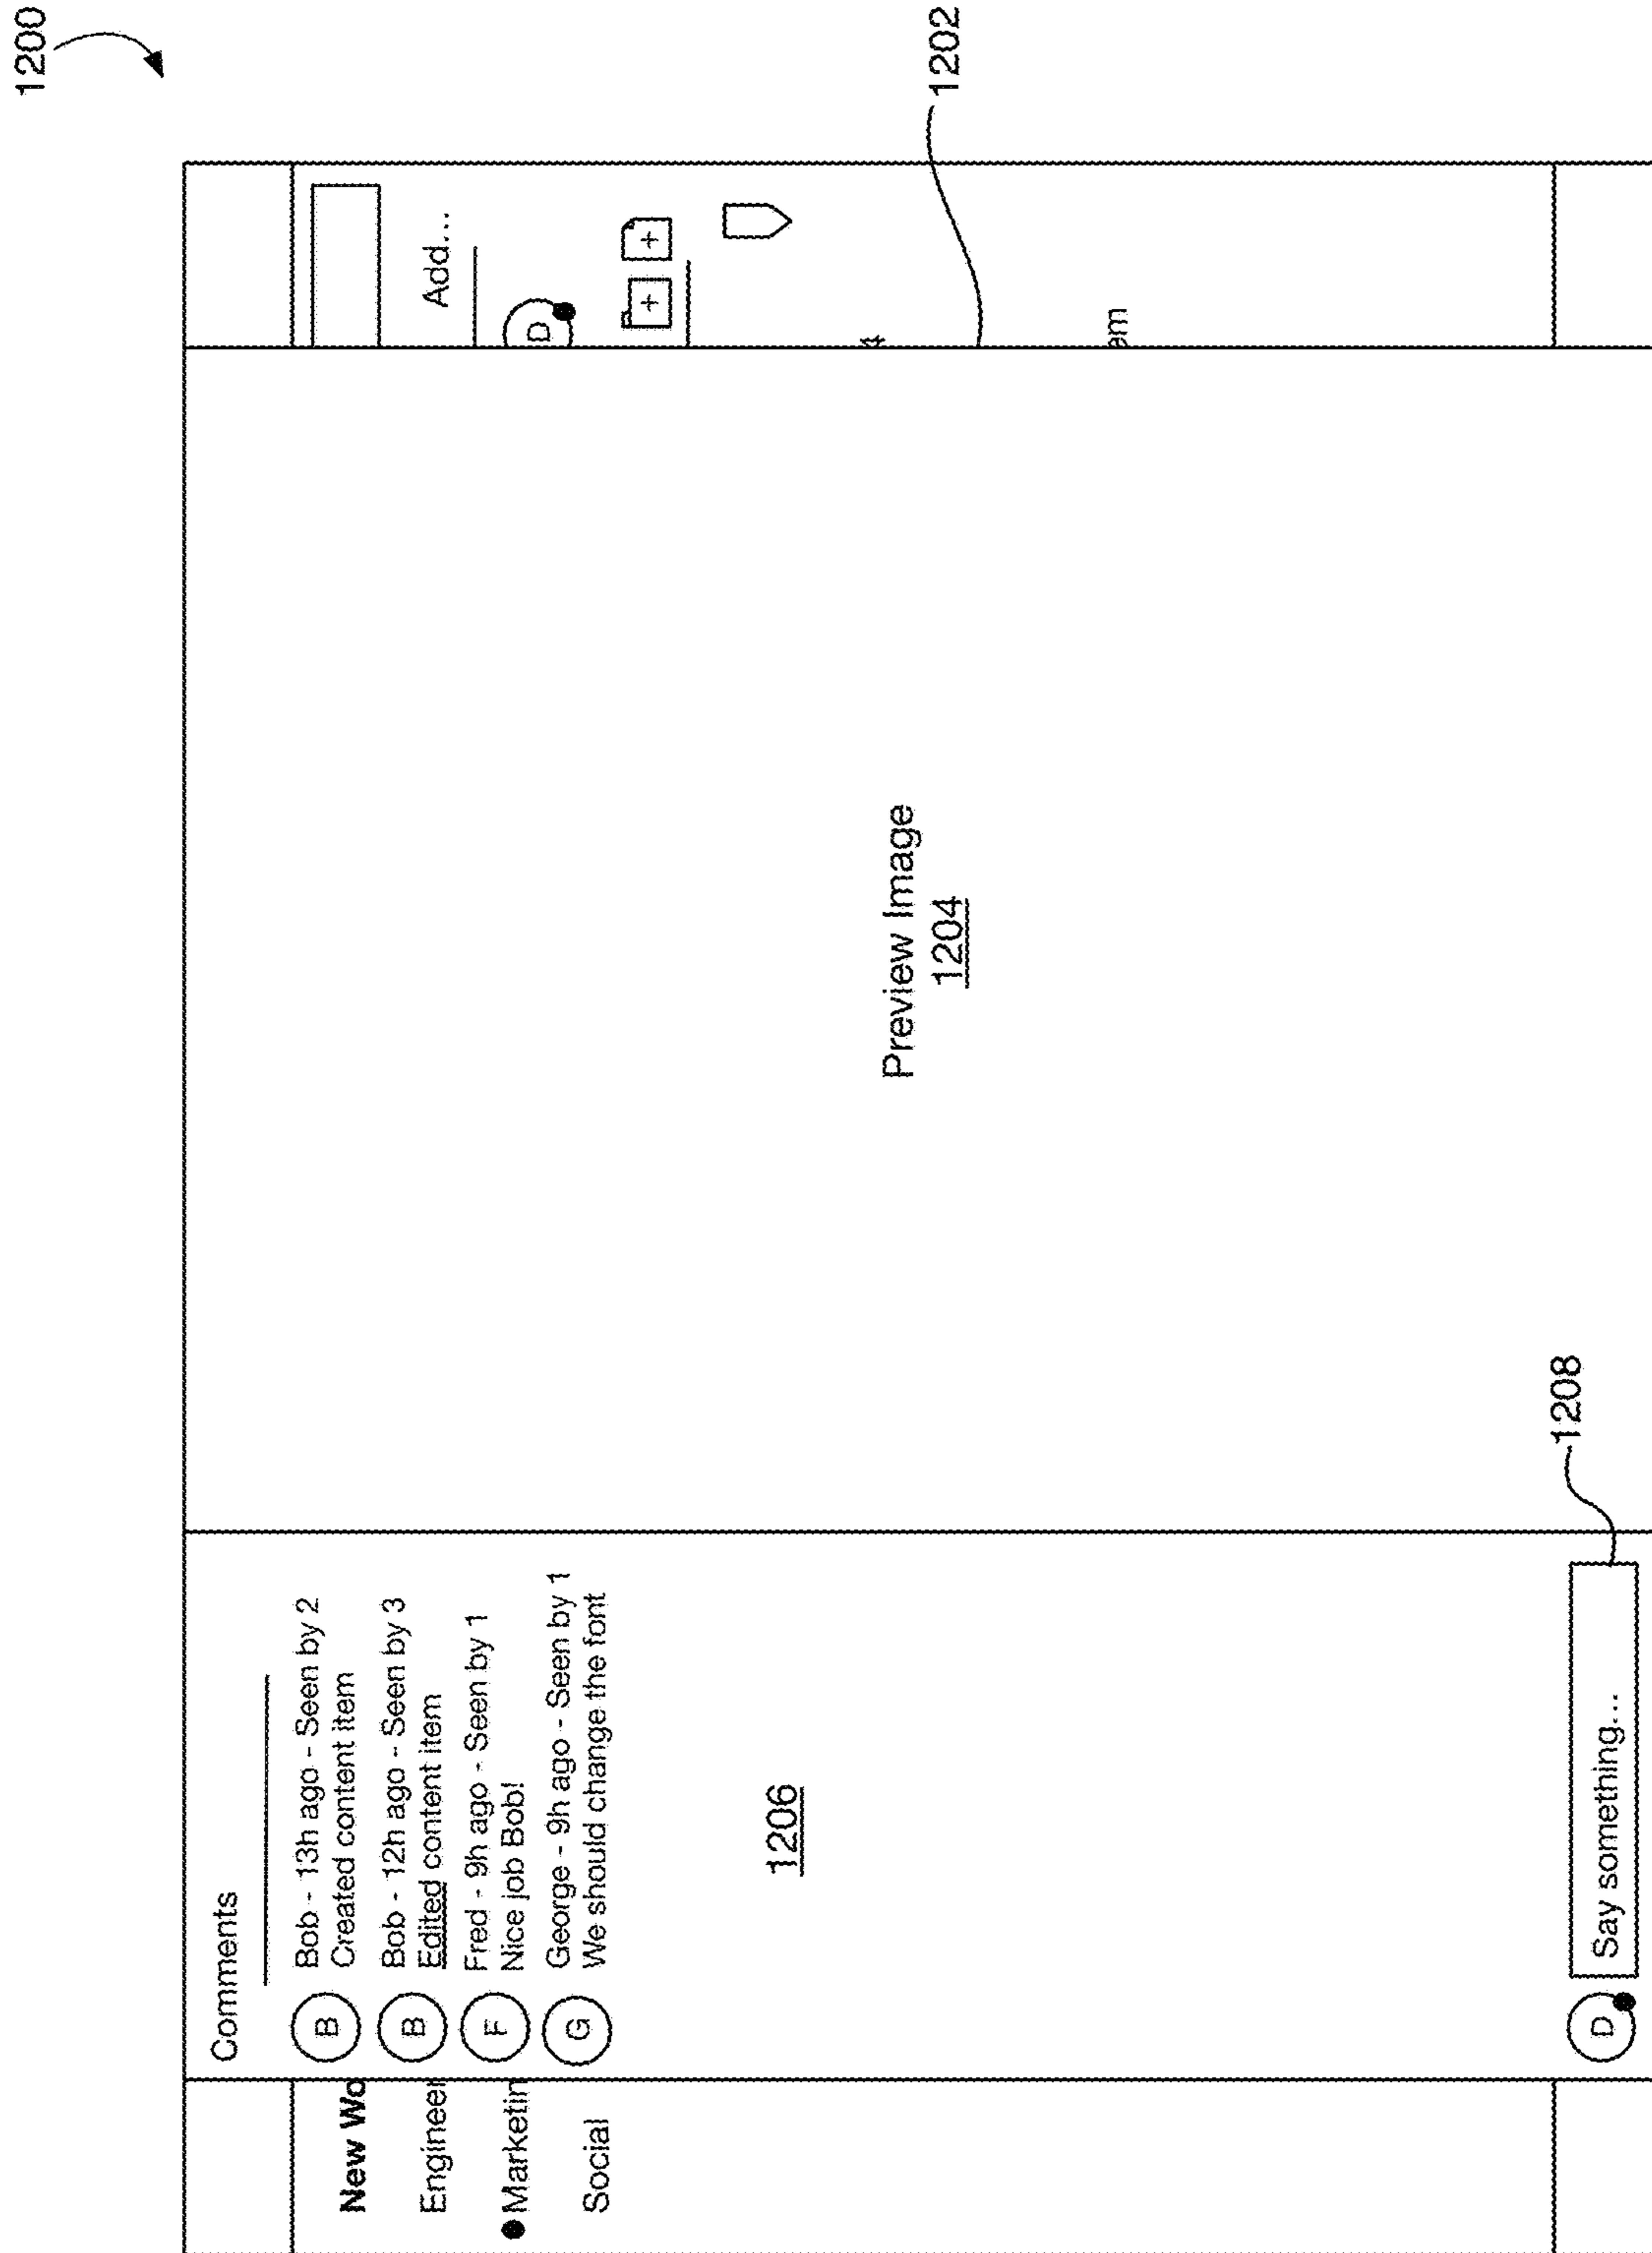 1200
Comments
B
Bob - 13h ago - Seen by 2
Created content item
B
Bob - 12h ago - Seen by 3
Edited content item
F
Fred - 9h ago - Seen by 1
Nice job Bob!
G
George - 9h ago - Seen by 1
We should change the font
1206
D
Say something...
1208
New Wo
Engineer
Marketin
Social
Preview Image
1204
Add...
D
+ +
4
em
1202